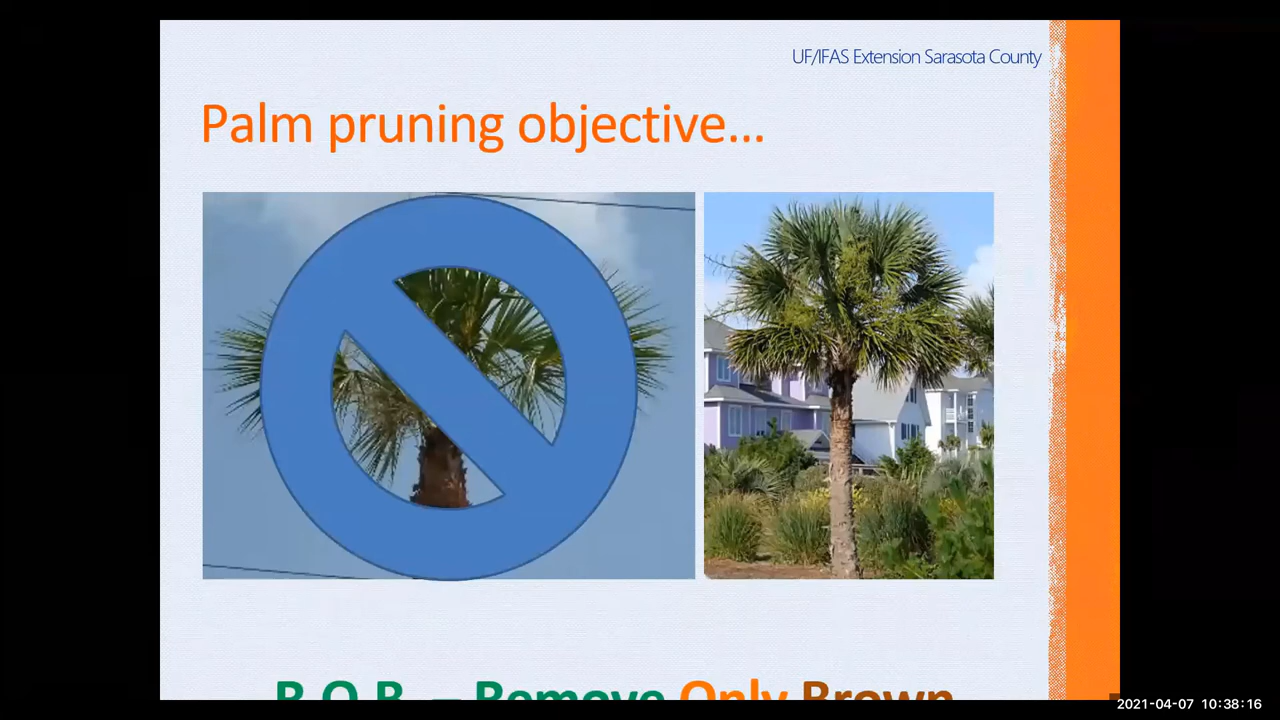 UF/IFAS Extension Sarasota County
Palm pruning objective...
R.O.B. – Remove Only Brown
2021-04-07 10:38:16